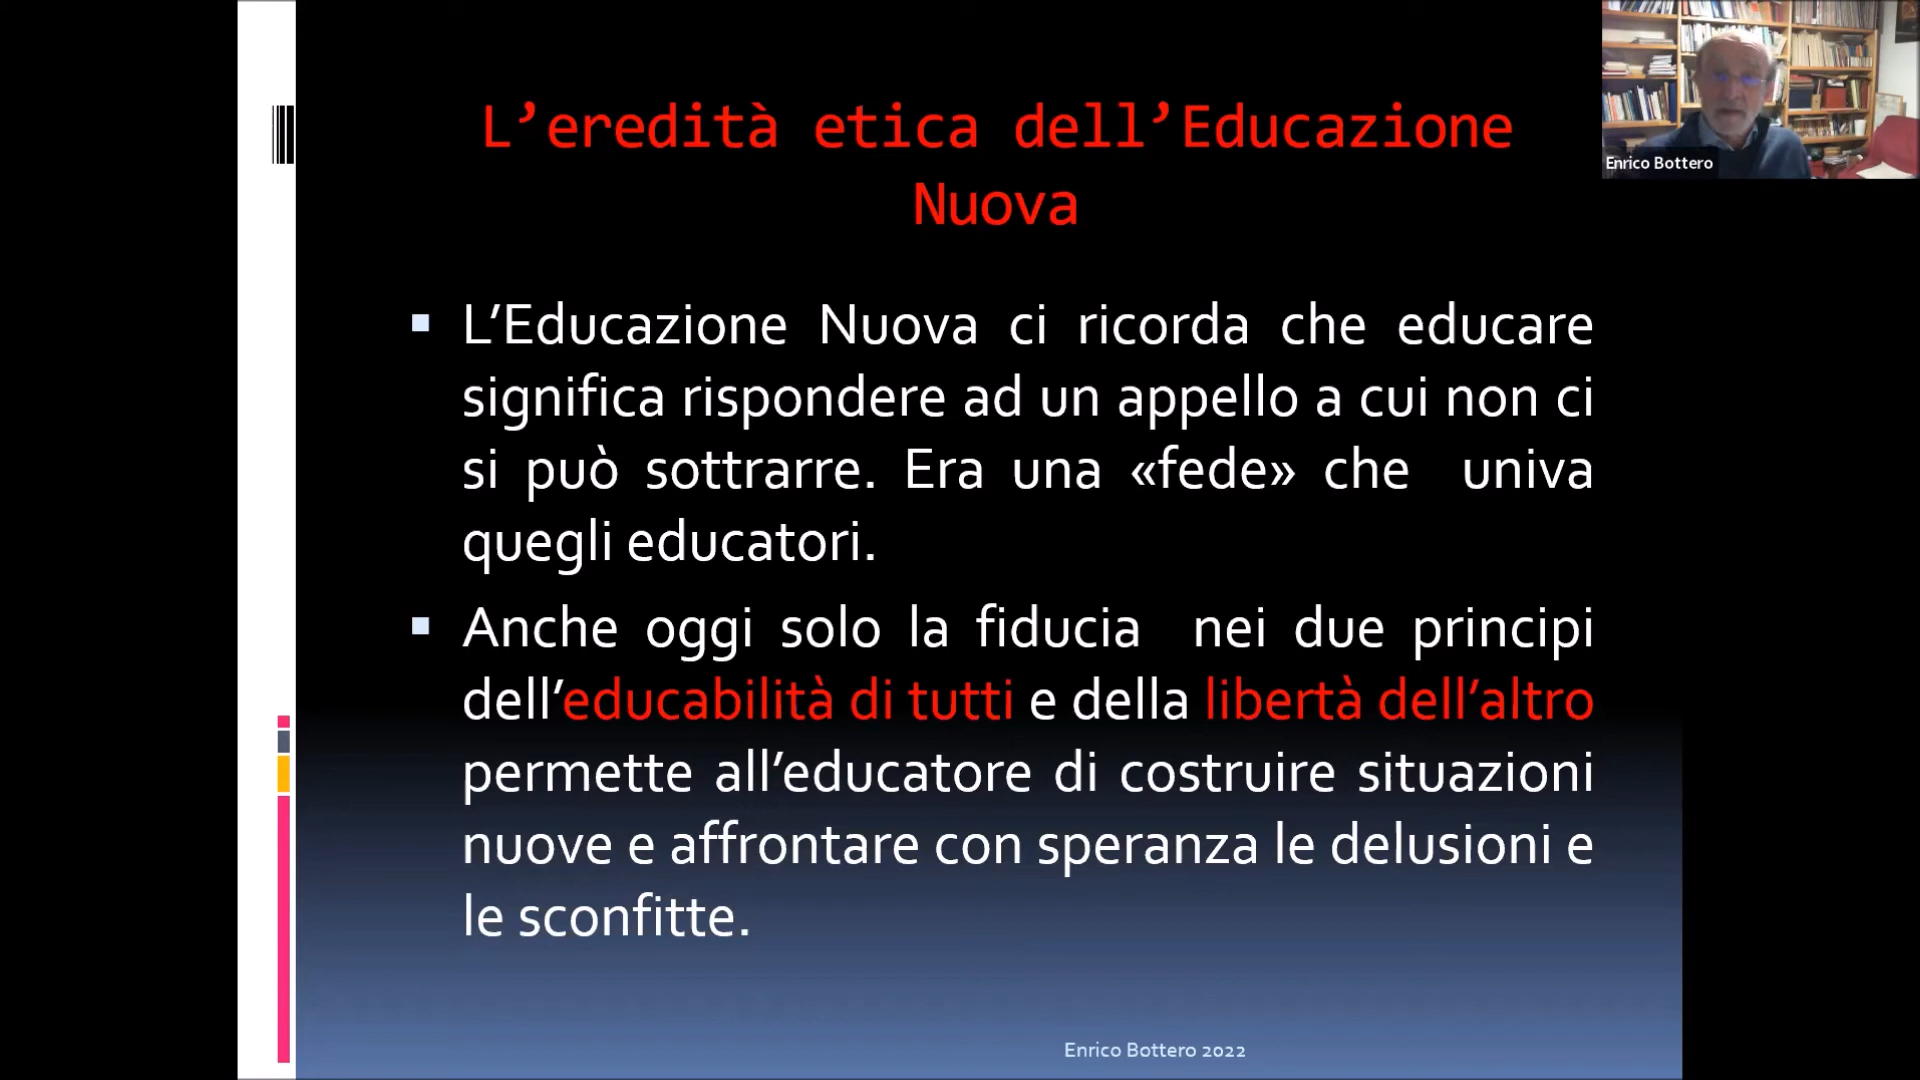 L’eredità etica dell’Educazione
Nuova
Enrico Bottero
▪ L’Educazione Nuova ci ricorda che educare
significa rispondere ad un appello a cui non ci
si può sottrarre. Era una «fede» che univa
quegli educatori.
▪ Anche oggi solo la fiducia nei due principi
dell’educabilità di tutti e della libertà dell’altro
permette all’educatore di costruire situazioni
nuove e affrontare con speranza le delusioni e
le sconfitte.
Enrico Bottero 2022